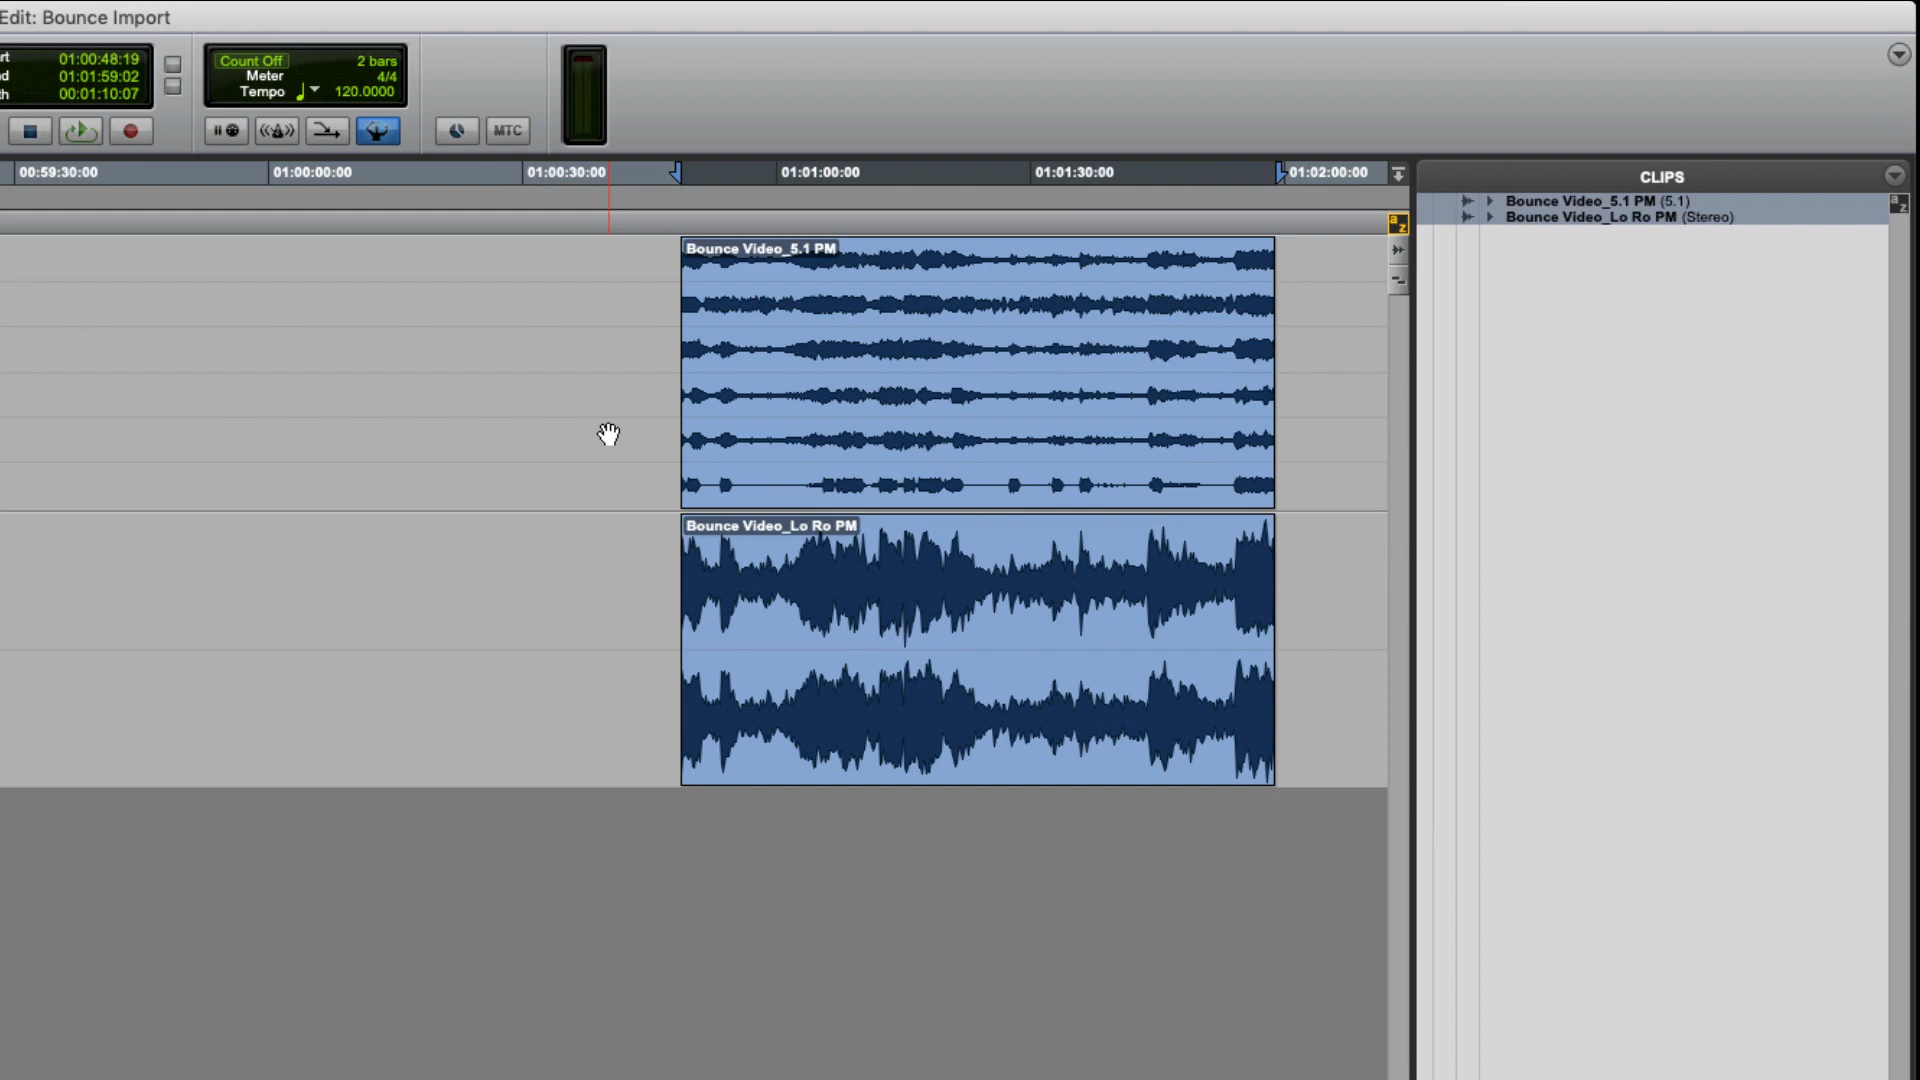 Edit: Bounce Import
rt 01:00:48:19
d 01:01:59:02
th 00:01:10:07
Count Off 2 bars
Meter 4/4
Tempo 120.0000
MTC
00:59:30:00 01:00:00:00 01:00:30:00 01:01:00:00 01:01:30:00 01:02:00:00
CLIPS
Bounce Video_5.1 PM (5.1)
Bounce Video_Lo Ro PM (Stereo)
a z
a z
Bounce Video_5.1 PM
Bounce Video_Lo Ro PM